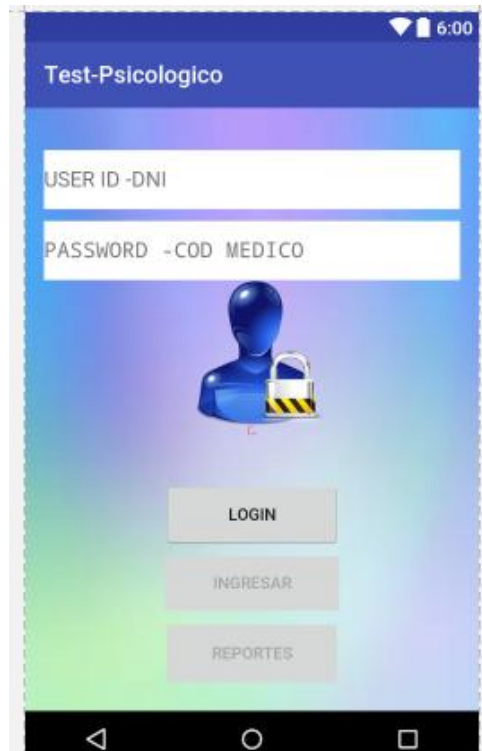 6:00
Test-Psicologico
USER ID -DNI
PASSWORD -COD MEDICO
LOGIN
INGRESAR
REPORTES